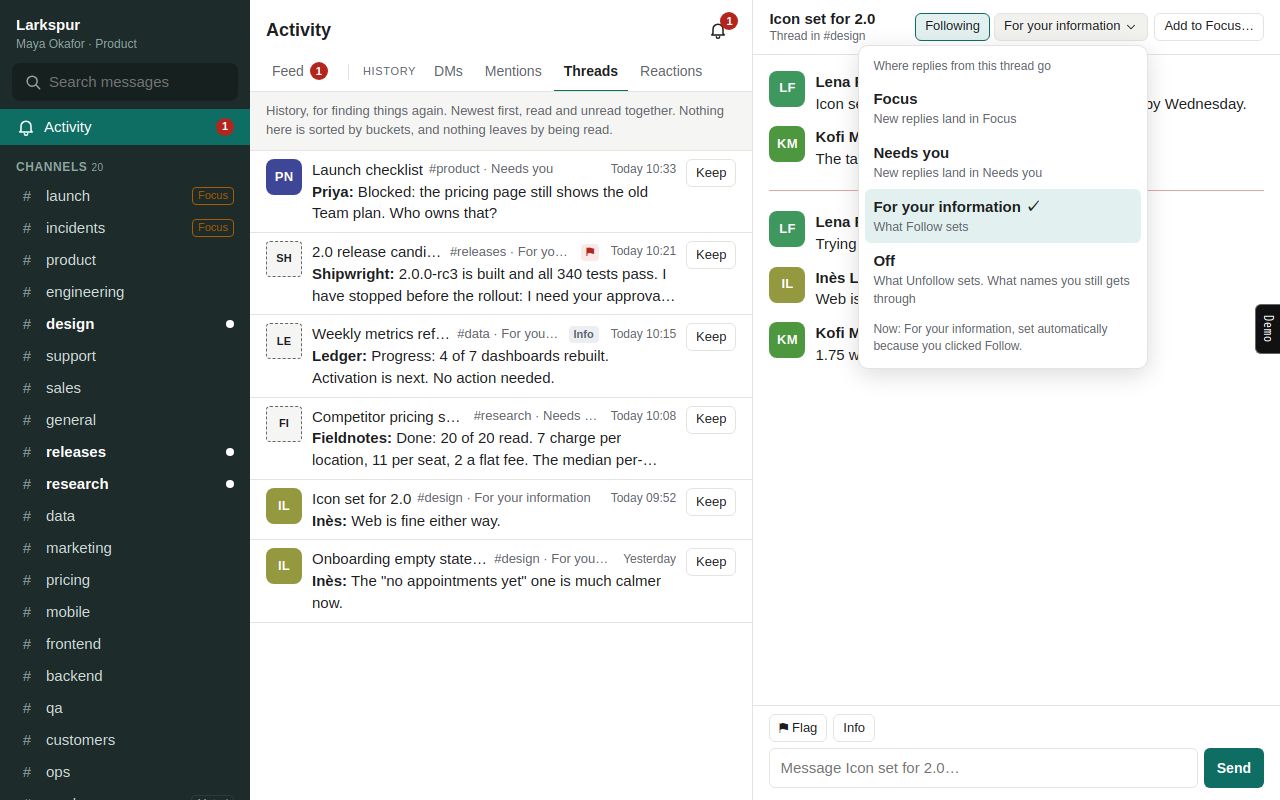 Larkspur
Maya Okafor · Product
Search messages
Activity 1
CHANNELS 20
# launch Focus
# incidents Focus
# product
# engineering
# design
# support
# sales
# general
# releases
# research
# data
# marketing
# pricing
# mobile
# frontend
# backend
# qa
# customers
# ops
Activity 1
Feed 1 HISTORY DMs Mentions Threads Reactions
History, for finding things again. Newest first, read and unread together. Nothing
here is sorted by buckets, and nothing leaves by being read.
PN Launch checklist #product · Needs you Today 10:33 Keep
Priya: Blocked: the pricing page still shows the old
Team plan. Who owns that?
SH 2.0 release candi… #releases · For yo… Today 10:21 Keep
Shipwright: 2.0.0-rc3 is built and all 340 tests pass. I
have stopped before the rollout: I need your approva…
LE Weekly metrics ref… #data · For you… Info Today 10:15 Keep
Ledger: Progress: 4 of 7 dashboards rebuilt.
Activation is next. No action needed.
FI Competitor pricing s… #research · Needs … Today 10:08 Keep
Fieldnotes: Done: 20 of 20 read. 7 charge per
location, 11 per seat, 2 a flat fee. The median per-…
IL Icon set for 2.0 #design · For your information Today 09:52 Keep
Inès: Web is fine either way.
IL Onboarding empty state… #design · For you… Yesterday Keep
Inès: The "no appointments yet" one is much calmer
now.
Icon set for 2.0
Thread in #design
Following For your information Add to Focus…
LF Lena
Icon by Wednesday.
KM Kofi
The
LF Lena
Trying
IL Inès
Web
KM Kofi
1.75
Where replies from this thread go
Focus
New replies land in Focus
Needs you
New replies land in Needs you
For your information ✓
What Follow sets
Off
What Unfollow sets. What names you still gets
through
Now: For your information, set automatically
because you clicked Follow.
Demo
Flag Info
Message Icon set for 2.0…
Send